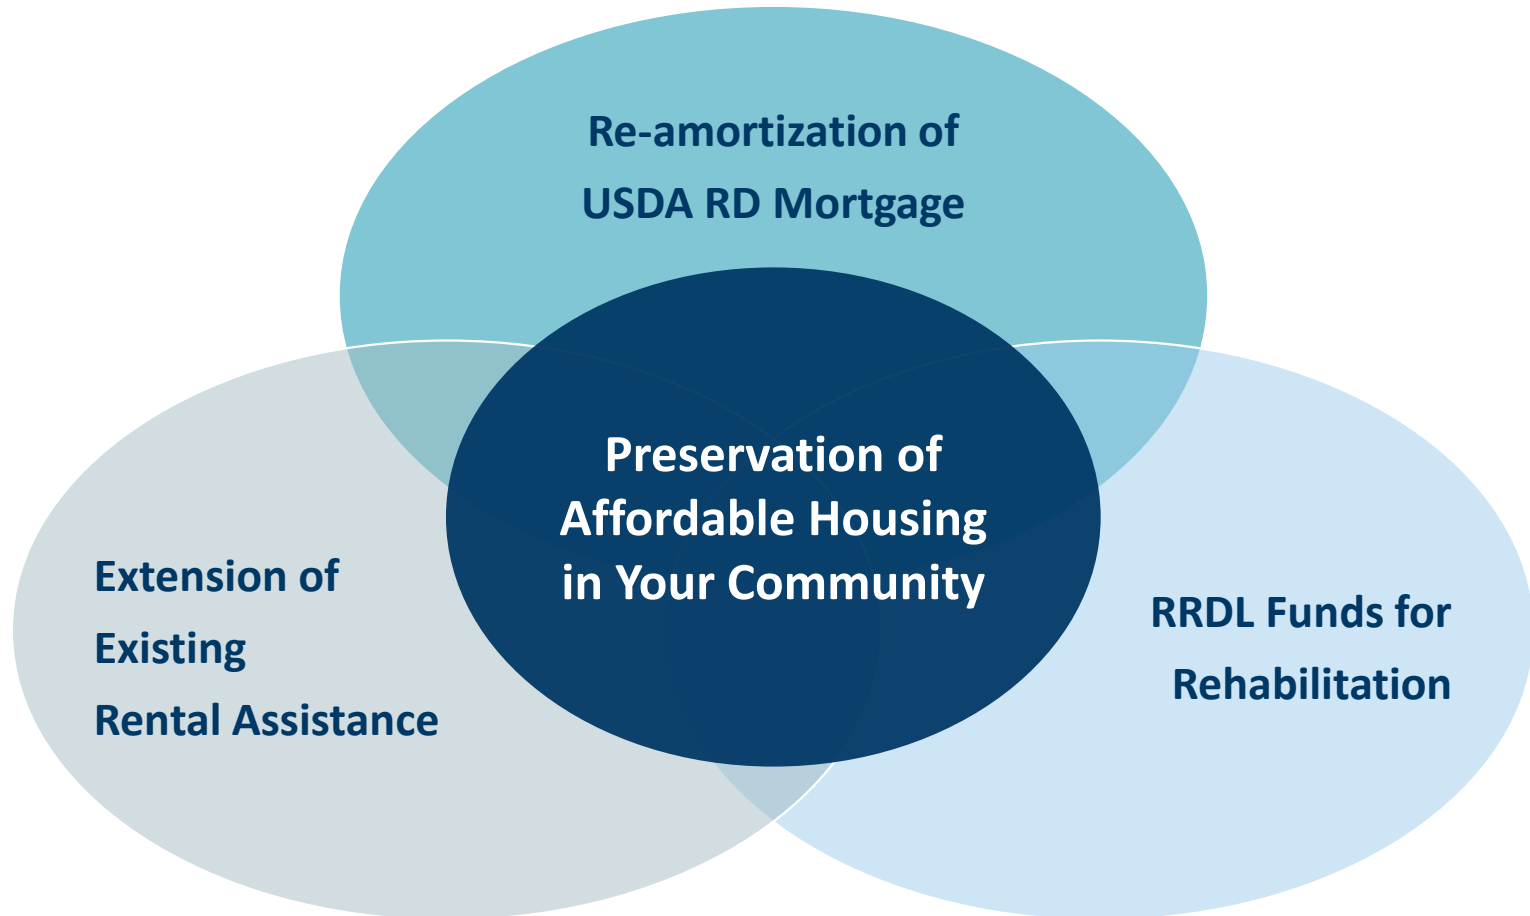 Re-amortization of
USDA RD Mortgage
Preservation of
Affordable Housing
in Your Community
Extension of
Existing
Rental Assistance
RRDL Funds for
Rehabilitation